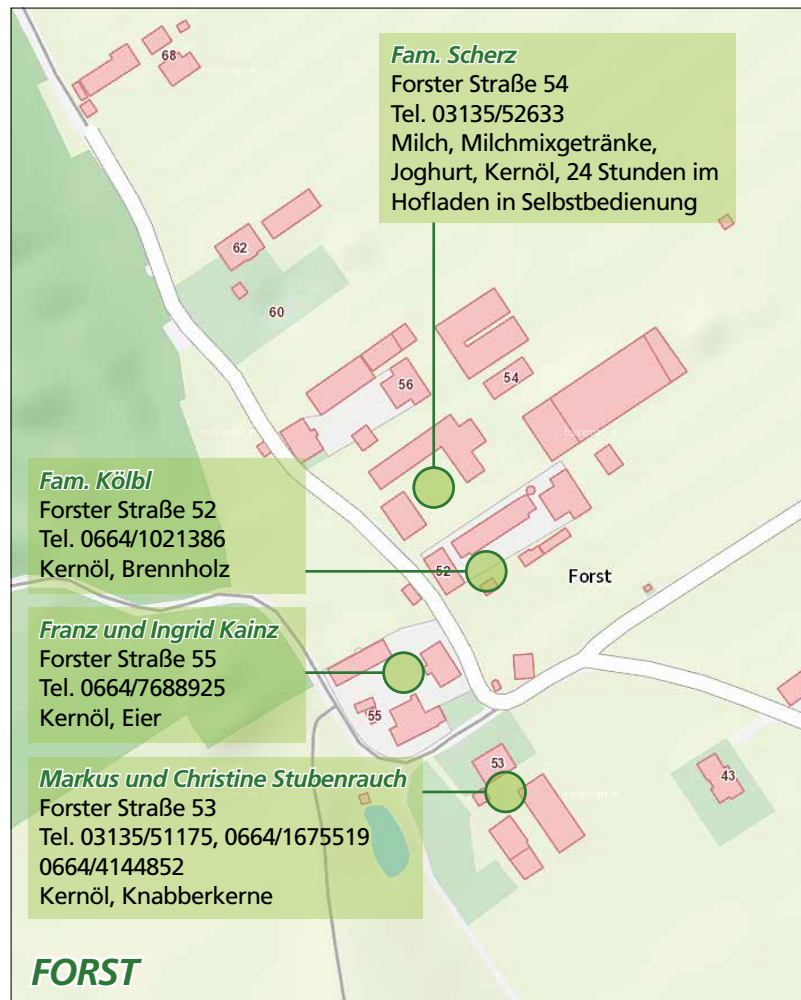 68
Fam. Scherz
Forster Straße 54
Tel. 03135/52633
Milch, Milchmixgetränke,
Joghurt, Kernöl, 24 Stunden im
Hofladen in Selbstbedienung
62
60
56
54
Fam. Kölbl
Forster Straße 52
Tel. 0664/1021386
Kernöl, Brennholz
52
Forst
Franz und Ingrid Kainz
Forster Straße 55
Tel. 0664/7688925
Kernöl, Eier
55
53
43
Markus und Christine Stubenrauch
Forster Straße 53
Tel. 03135/51175, 0664/1675519
0664/4144852
Kernöl, Knabberkerne
FORST